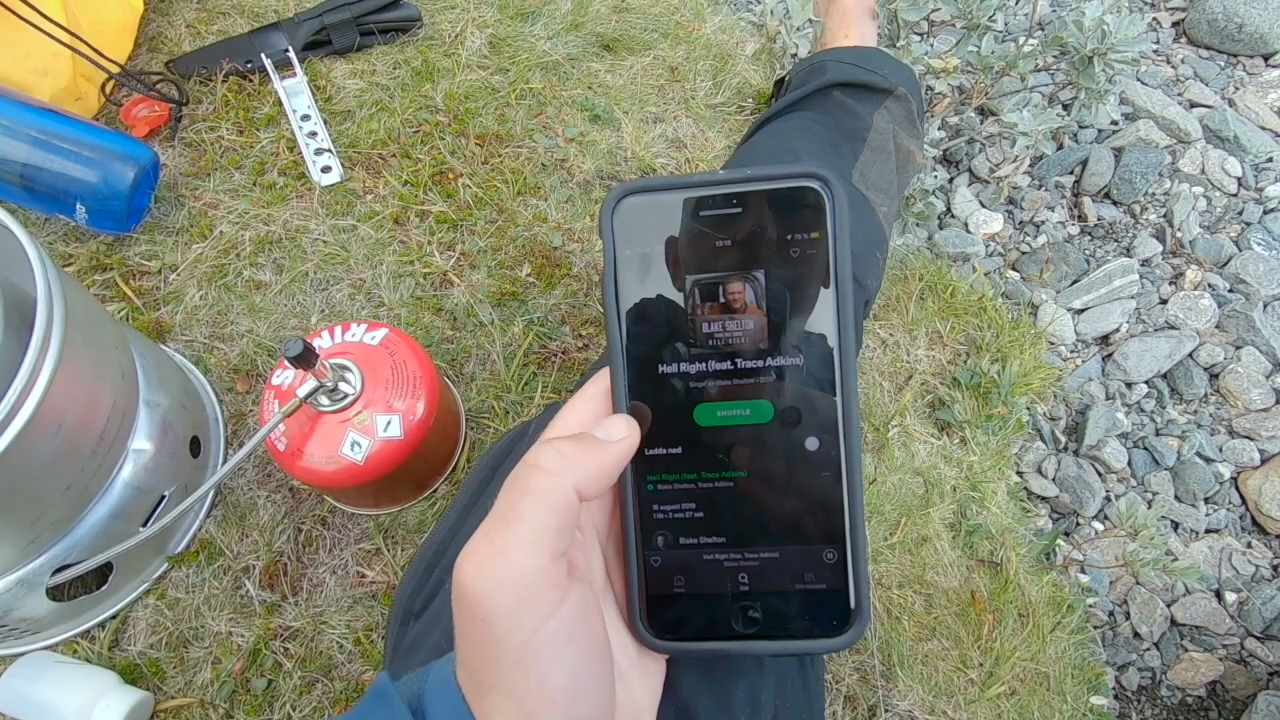 PRIMUS
78 %
BLAKE SHELTON
HELL RIGHT
Hell Right (feat. Trace Adkins)
Singel av Blake Shelton • 2019
SHUFFLE
Ladda ned
Hell Right (feat. Trace Adkins)
Blake Shelton, Trace Adkins
16 augusti 2019
1 låt • 3 min 27 sek
Blake Shelton
Hell Right (feat. Trace Adkins)
Blake Shelton